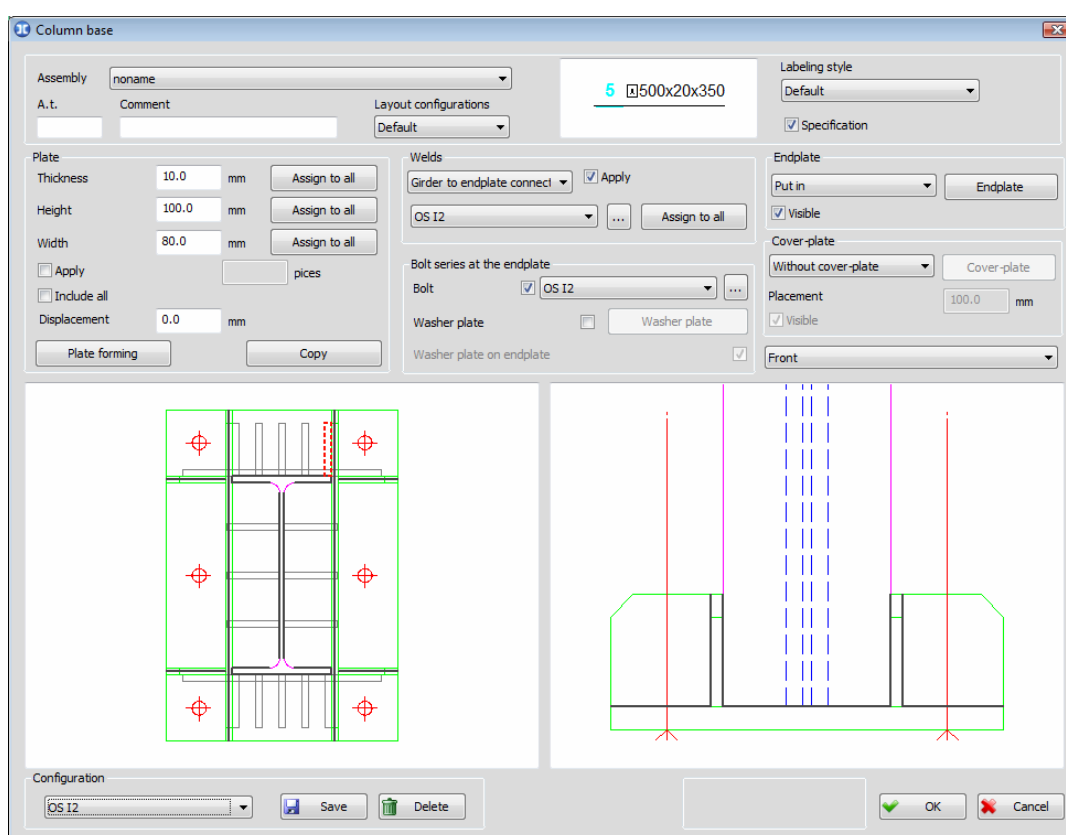 Column base
Assembly noname
Labeling style
5 500x20x350
Default
A.t. Comment Layout configurations
Default
Specification
Plate
Thickness 10.0 mm Assign to all
Height 100.0 mm Assign to all
Width 80.0 mm Assign to all
Apply pices
Include all
Displacement 0.0 mm
Plate forming Copy
Welds
Girder to endplate connect Apply
OS I2 ... Assign to all
Bolt series at the endplate
Bolt OS I2 ...
Washer plate Washer plate
Washer plate on endplate
Endplate
Put in Endplate
Visible
Cover-plate
Without cover-plate Cover-plate
Placement 100.0 mm
Visible
Front
Configuration
OS I2 Save Delete OK Cancel